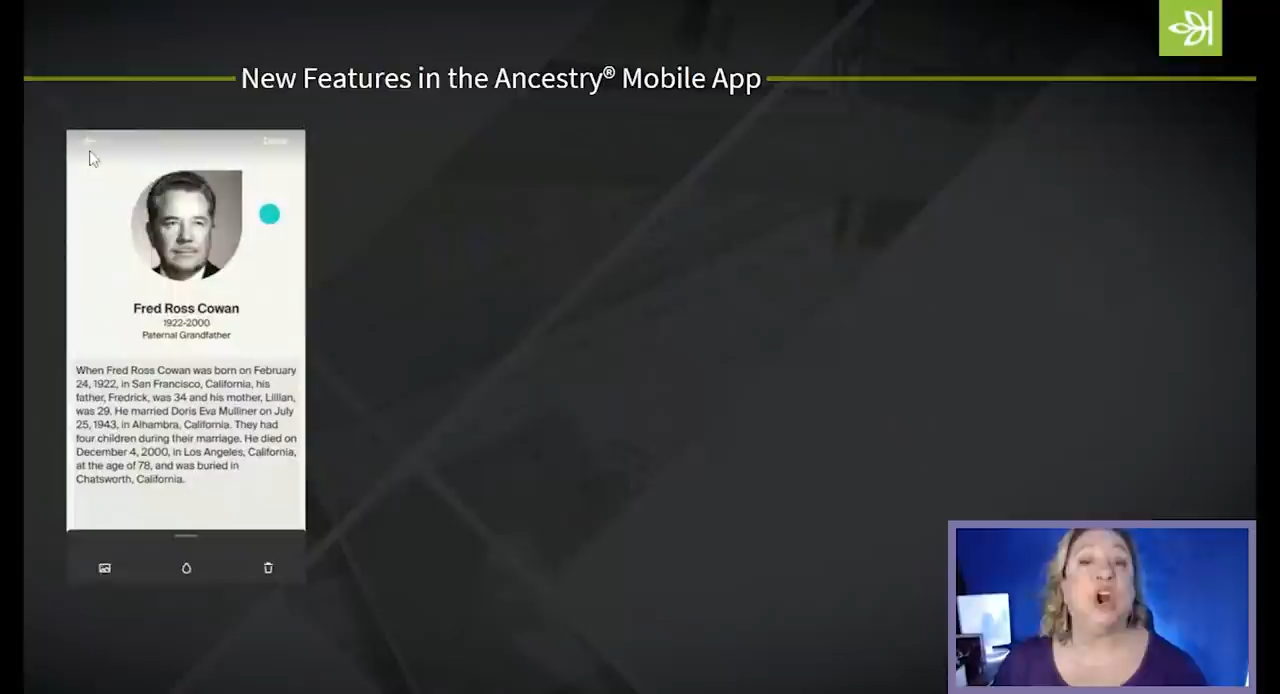 New Features in the Ancestry® Mobile App
Done
Fred Ross Cowan
1922-2000
Paternal Grandfather
When Fred Ross Cowan was born on February
24, 1922, in San Francisco, California, his
father, Fredrick, was 34 and his mother, Lillian,
was 29. He married Doris Eva Mulliner on July
25, 1943, in Alhambra, California. They had
four children during their marriage. He died on
December 4, 2000, in Los Angeles, California,
at the age of 78, and was buried in
Chatsworth, California.